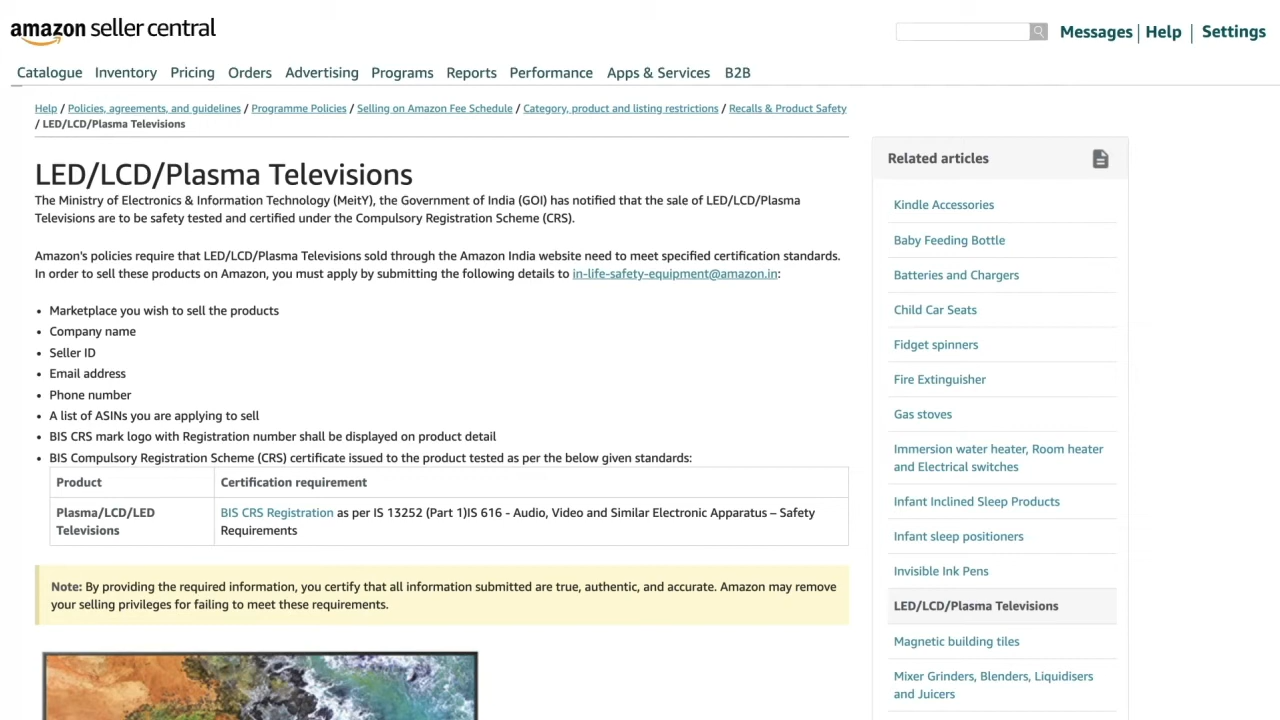 amazon seller central
Messages | Help | Settings
Catalogue Inventory Pricing Orders Advertising Programs Reports Performance Apps & Services B2B
Help / Policies, agreements, and guidelines / Programme Policies / Selling on Amazon Fee Schedule / Category, product and listing restrictions / Recalls & Product Safety
/ LED/LCD/Plasma Televisions
LED/LCD/Plasma Televisions
The Ministry of Electronics & Information Technology (MeitY), the Government of India (GOI) has notified that the sale of LED/LCD/Plasma
Televisions are to be safety tested and certified under the Compulsory Registration Scheme (CRS).
Amazon's policies require that LED/LCD/Plasma Televisions sold through the Amazon India website need to meet specified certification standards.
In order to sell these products on Amazon, you must apply by submitting the following details to in-life-safety-equipment@amazon.in:
• Marketplace you wish to sell the products
• Company name
• Seller ID
• Email address
• Phone number
• A list of ASINs you are applying to sell
• BIS CRS mark logo with Registration number shall be displayed on product detail
• BIS Compulsory Registration Scheme (CRS) certificate issued to the product tested as per the below given standards:
Product Certification requirement
Plasma/LCD/LED
Televisions
BIS CRS Registration as per IS 13252 (Part 1)IS 616 - Audio, Video and Similar Electronic Apparatus – Safety
Requirements
Note: By providing the required information, you certify that all information submitted are true, authentic, and accurate. Amazon may remove
your selling privileges for failing to meet these requirements.
Related articles
Kindle Accessories
Baby Feeding Bottle
Batteries and Chargers
Child Car Seats
Fidget spinners
Fire Extinguisher
Gas stoves
Immersion water heater, Room heater
and Electrical switches
Infant Inclined Sleep Products
Infant sleep positioners
Invisible Ink Pens
LED/LCD/Plasma Televisions
Magnetic building tiles
Mixer Grinders, Blenders, Liquidisers
and Juicers